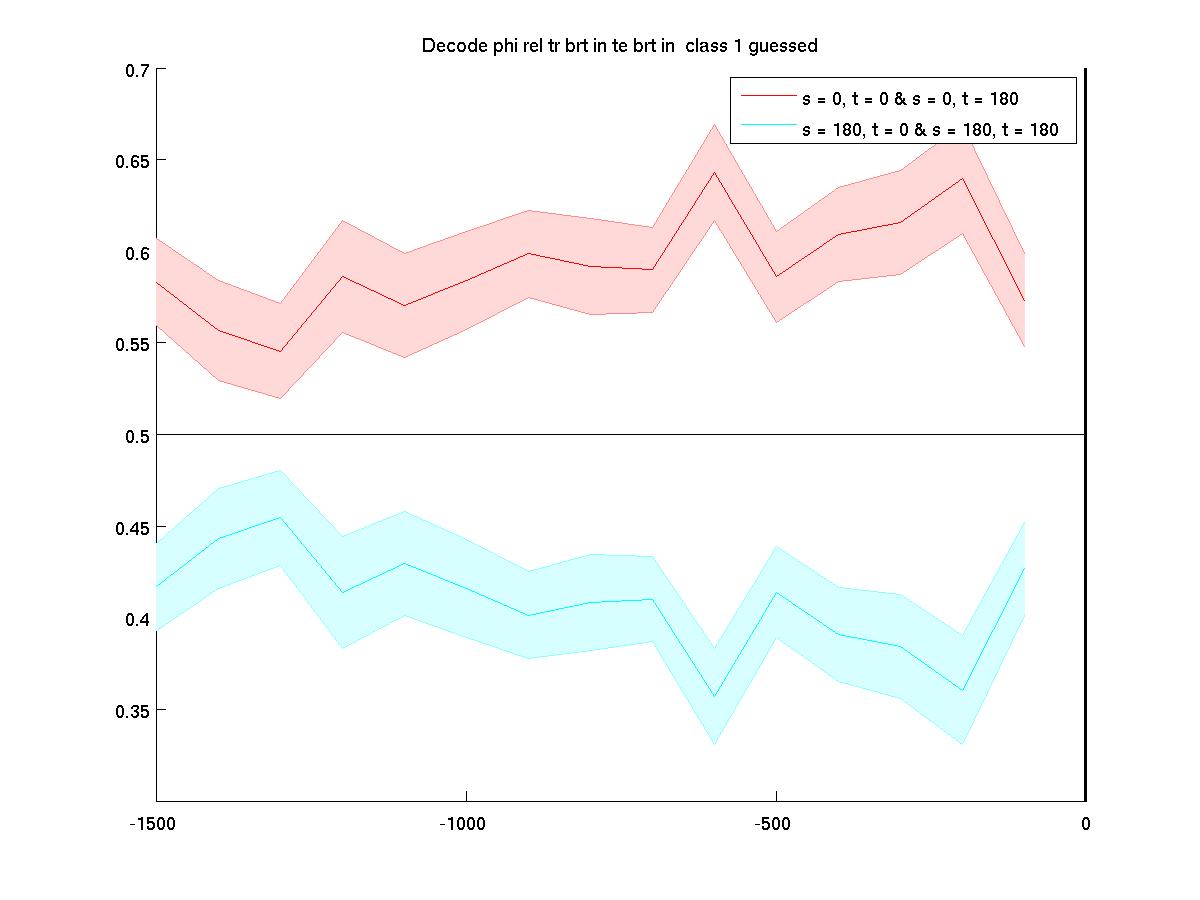 Decode phi rel tr brt in te brt in  class 1 guessed
s = 0, t = 0 & s = 0, t = 180
s = 180, t = 0 & s = 180, t = 180
0.7
0.65
0.6
0.55
0.5
0.45
0.4
0.35
-1500 -1000 -500 0